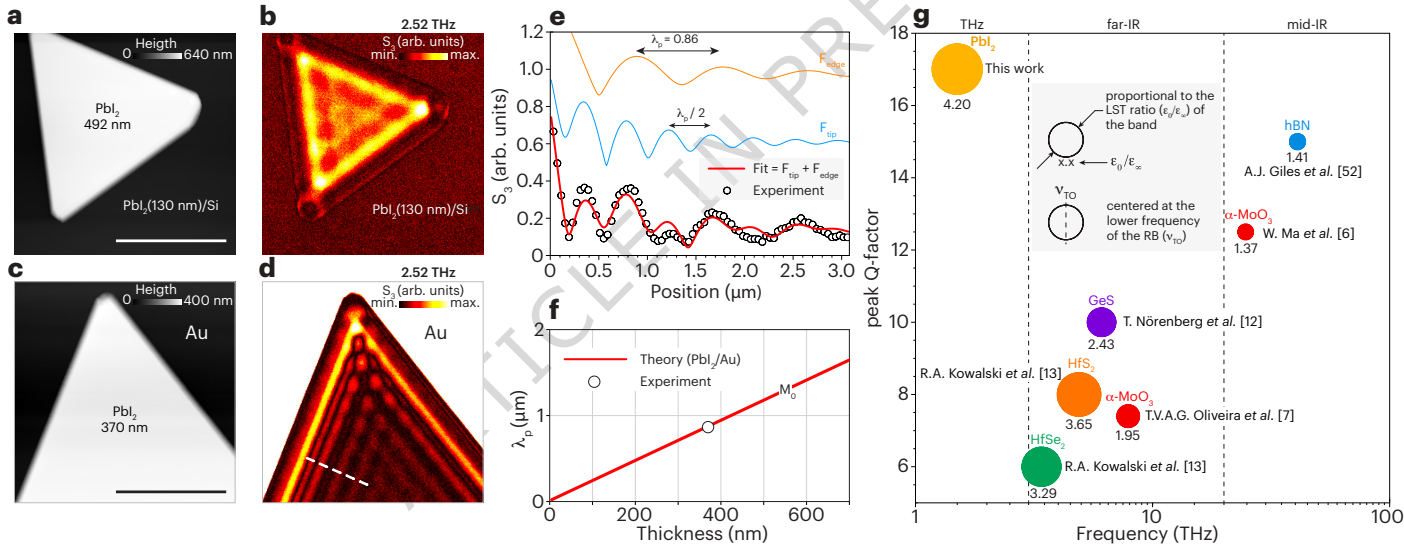 a
Heigth
0 640 nm
PbI₂
492 nm
PbI₂(130 nm)/Si
b
2.52 THz
S₃(arb. units)
min. max.
PbI₂(130 nm)/Si
c
Heigth
0 400 nm
Au
PbI₂
370 nm
d
2.52 THz
S₃(arb. units)
min. max.
Au
e
1.2
1.0
0.8
0.6
0.4
0.2
0
S₃ (arb. units)
λₚ = 0.86
F_edge
λₚ / 2
F_tip
Fit = F_tip + F_edge
Experiment
0 0.5 1.0 1.5 2.0 2.5 3.0
Position (μm)
f
2
1
0
λₚ (μm)
Theory (PbI₂/Au)
Experiment
M₀
0 200 400 600
Thickness (nm)
g
THz far-IR mid-IR
18
16
14
12
10
8
6
peak Q-factor
PbI₂
This work
4.20
proportional to the
LST ratio (ε₀/ε∞) of
the band
x.x
ε₀/ε∞
ν_TO
centered at the
lower frequency
of the RB (ν_TO)
hBN
1.41
A.J. Giles et al. [52]
α-MoO₃
W. Ma et al. [6]
1.37
GeS
T. Nörenberg et al. [12]
2.43
HfS₂
R.A. Kowalski et al. [13]
3.65
α-MoO₃
T.V.A.G. Oliveira et al. [7]
1.95
HfSe₂
R.A. Kowalski et al. [13]
3.29
1 10 100
Frequency (THz)
ARTICLE IN PRE